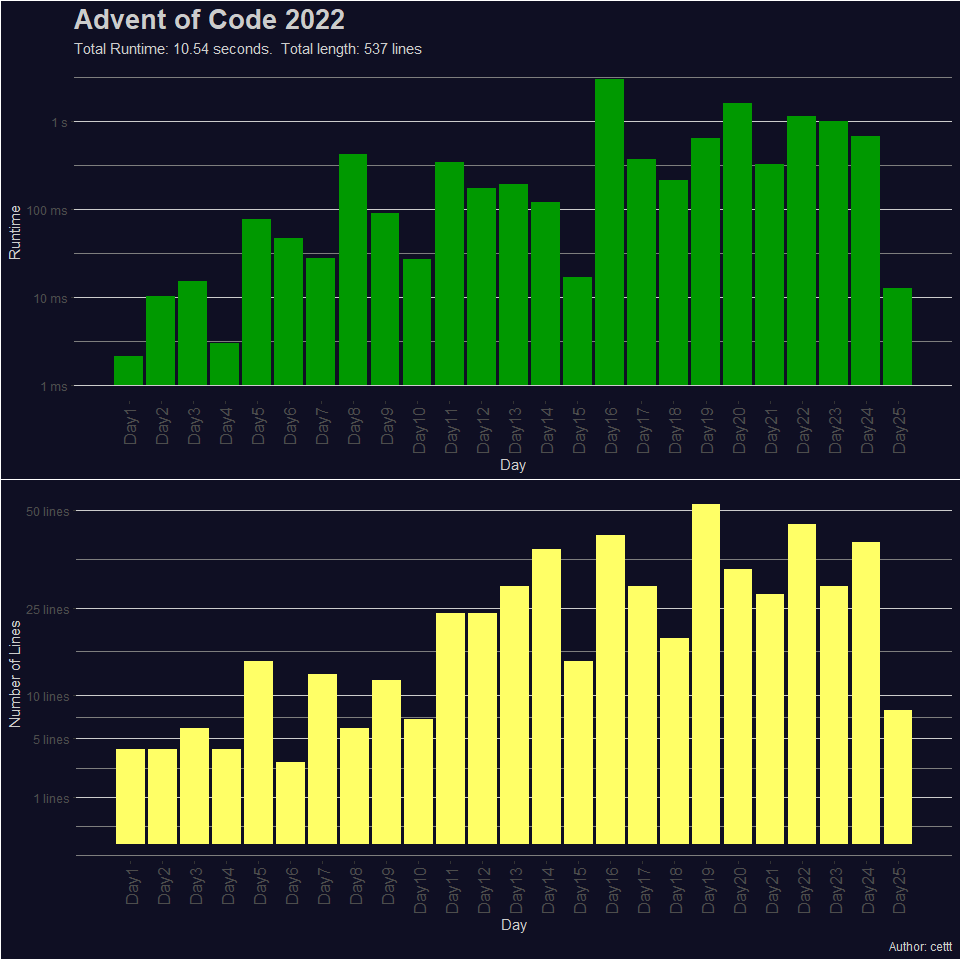 Advent of Code 2022
Total Runtime: 10.54 seconds.  Total length: 537 lines
Runtime
1 s
100 ms
10 ms
1 ms
Day1
Day2
Day3
Day4
Day5
Day6
Day7
Day8
Day9
Day10
Day11
Day12
Day13
Day14
Day15
Day16
Day17
Day18
Day19
Day20
Day21
Day22
Day23
Day24
Day25
Day
Number of Lines
50 lines
25 lines
10 lines
5 lines
1 lines
Day1
Day2
Day3
Day4
Day5
Day6
Day7
Day8
Day9
Day10
Day11
Day12
Day13
Day14
Day15
Day16
Day17
Day18
Day19
Day20
Day21
Day22
Day23
Day24
Day25
Day
Author: cettt